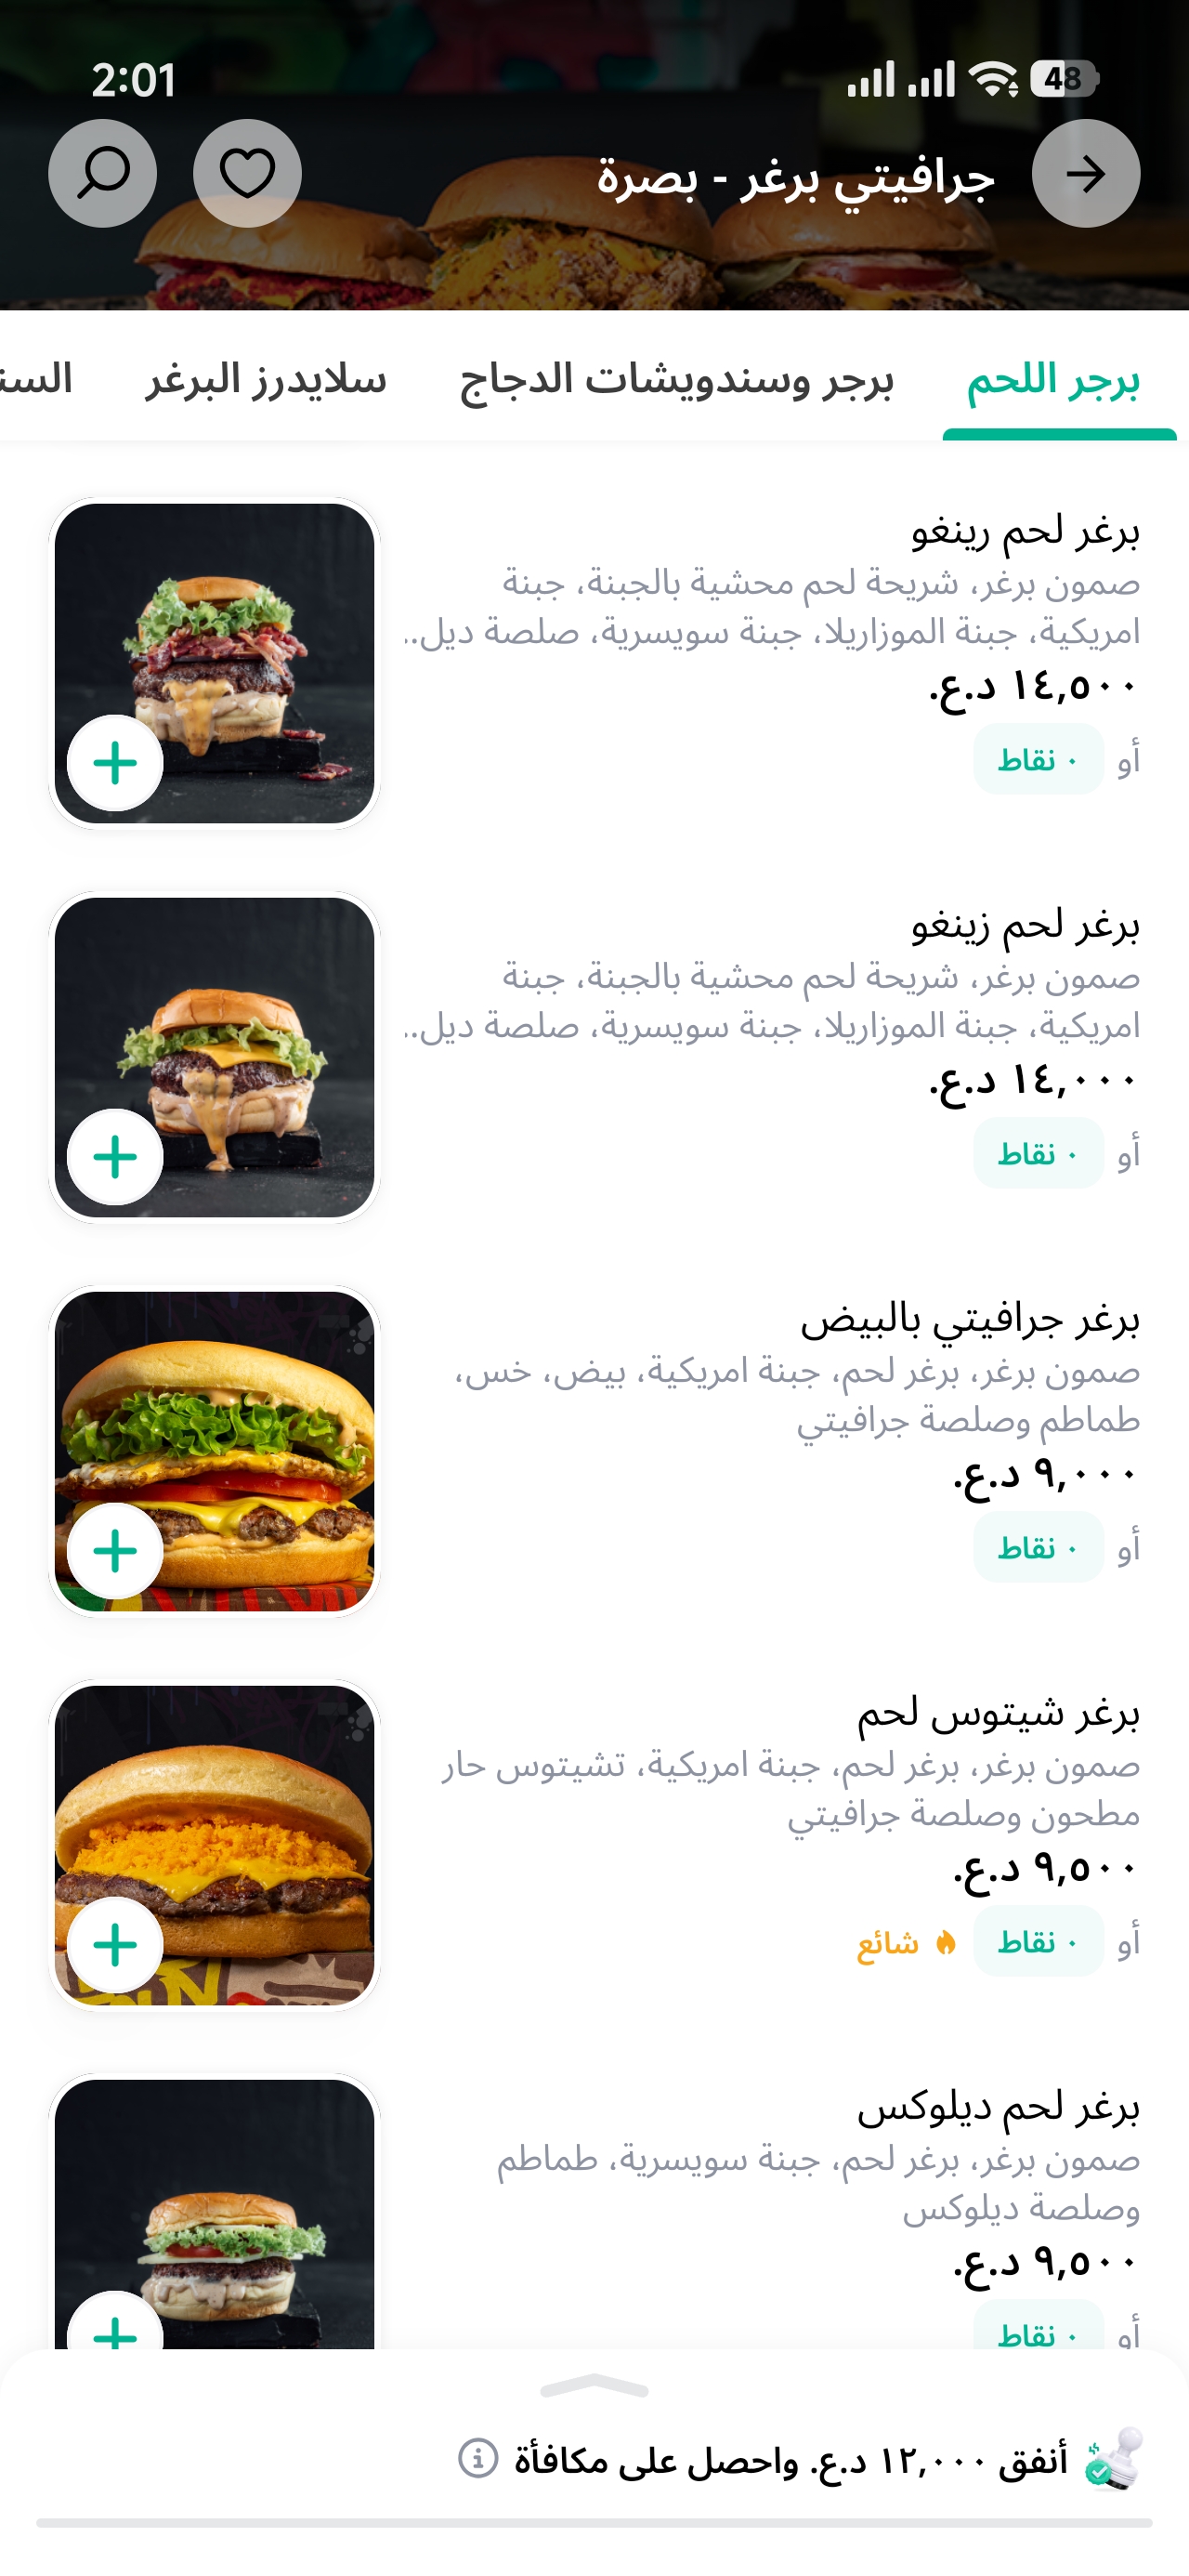 2:01
48
جرافيتي برغر - بصرة
برجر اللحم
برجر وسندويشات الدجاج
سلايدرز البرغر
برغر لحم رينغو
صمون برغر، شريحة لحم محشية بالجبنة، جبنة
امريكية، جبنة الموزاريلا، جبنة سويسرية، صلصة ديل..
١٤,٥٠٠ د.ع.
أو ٠ نقاط
برغر لحم زينغو
صمون برغر، شريحة لحم محشية بالجبنة، جبنة
امريكية، جبنة الموزاريلا، جبنة سويسرية، صلصة ديل..
١٤,٠٠٠ د.ع.
أو ٠ نقاط
برغر جرافيتي بالبيض
صمون برغر، برغر لحم، جبنة امريكية، بيض، خس،
طماطم وصلصة جرافيتي
٩,٠٠٠ د.ع.
أو ٠ نقاط
برغر شيتوس لحم
صمون برغر، برغر لحم، جبنة امريكية، تشيتوس حار
مطحون وصلصة جرافيتي
٩,٥٠٠ د.ع.
أو ٠ نقاط شائع
برغر لحم ديلوكس
صمون برغر، برغر لحم، جبنة سويسرية، طماطم
وصلصة ديلوكس
٩,٥٠٠ د.ع.
أو ٠ نقاط
أنفق ١٢,٠٠٠ د.ع. واحصل على مكافأة